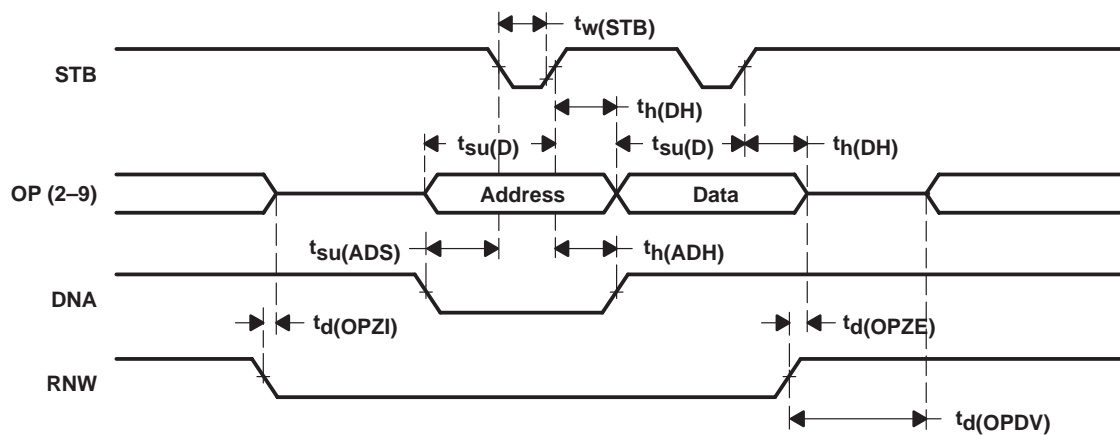 tw(STB)
STB
th(DH)
tsu(D) tsu(D) th(DH)
OP (2–9) Address Data
tsu(ADS) th(ADH)
DNA
td(OPZI) td(OPZE)
RNW
td(OPDV)